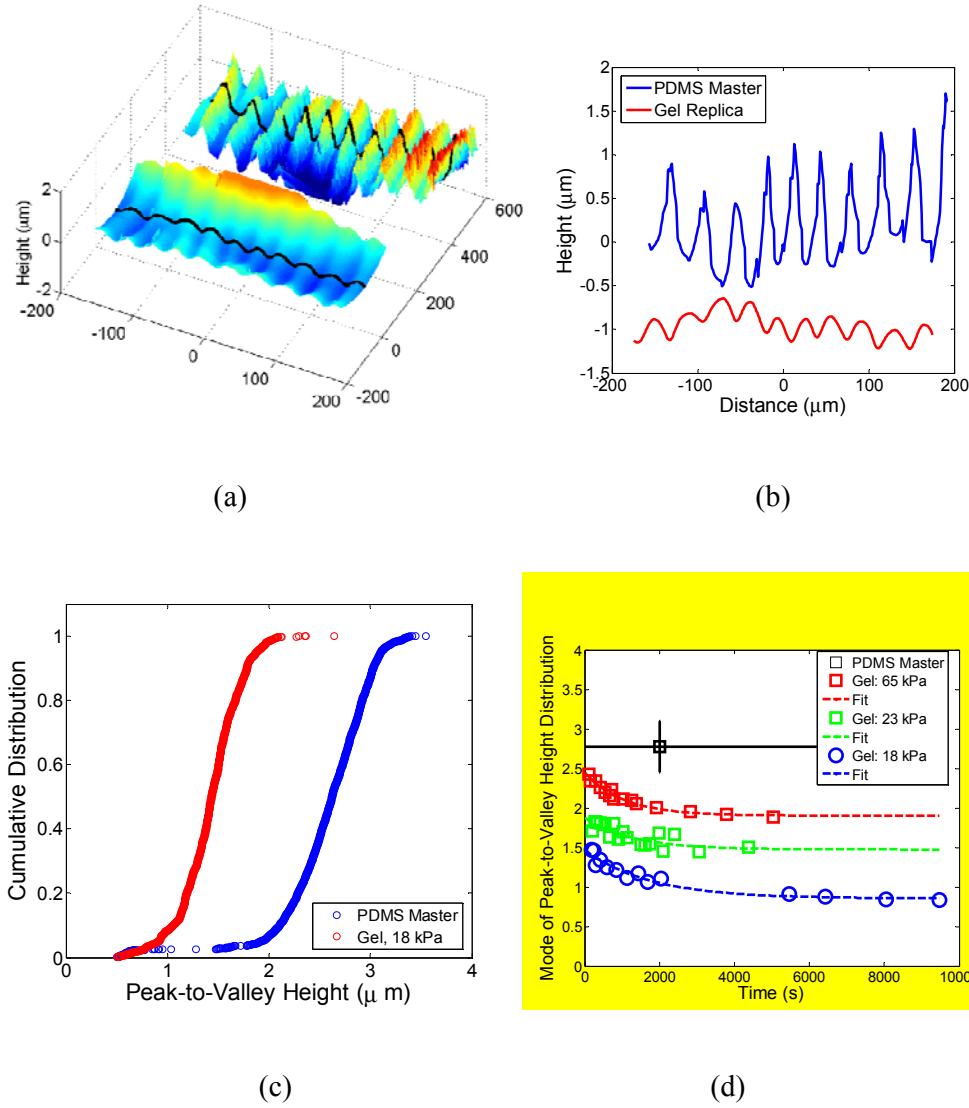 2
0
-2
Height (μm)
-200
-100
0
100
200
-200
0
200
400
600
(a)
2
1.5
1
0.5
0
-0.5
-1
-1.5
Height (μm)
PDMS Master
Gel Replica
-200
-100
0
100
200
Distance (μm)
(b)
1
0.8
0.6
0.4
0.2
0
Cumulative Distribution
PDMS Master
Gel, 18 kPa
0
1
2
3
4
Peak-to-Valley Height (μ m)
(c)
4
3.5
3
2.5
2
1.5
1
0.5
0
Mode of Peak-to-Valley Height Distribution
PDMS Master
Gel: 65 kPa
Fit
Gel: 23 kPa
Fit
Gel: 18 kPa
Fit
0
2000
4000
6000
8000
Time (s)
(d)